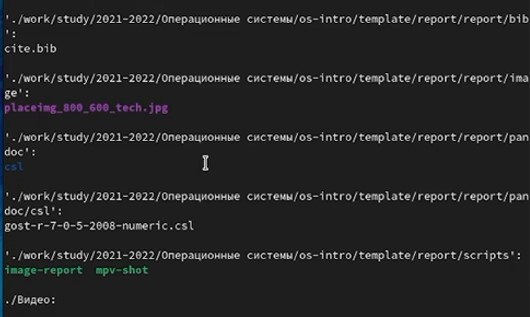 './work/study/2021-2022/Операционные системы/os-intro/template/report/report/bib
':
cite.bib
'./work/study/2021-2022/Операционные системы/os-intro/template/report/report/ima
ge':
placeimg_800_600_tech.jpg
'./work/study/2021-2022/Операционные системы/os-intro/template/report/report/pan
doc':
csl
'./work/study/2021-2022/Операционные системы/os-intro/template/report/report/pan
doc/csl':
gost-r-7-0-5-2008-numeric.csl
'./work/study/2021-2022/Операционные системы/os-intro/template/report/scripts':
image-report  mpv-shot
./Видео: